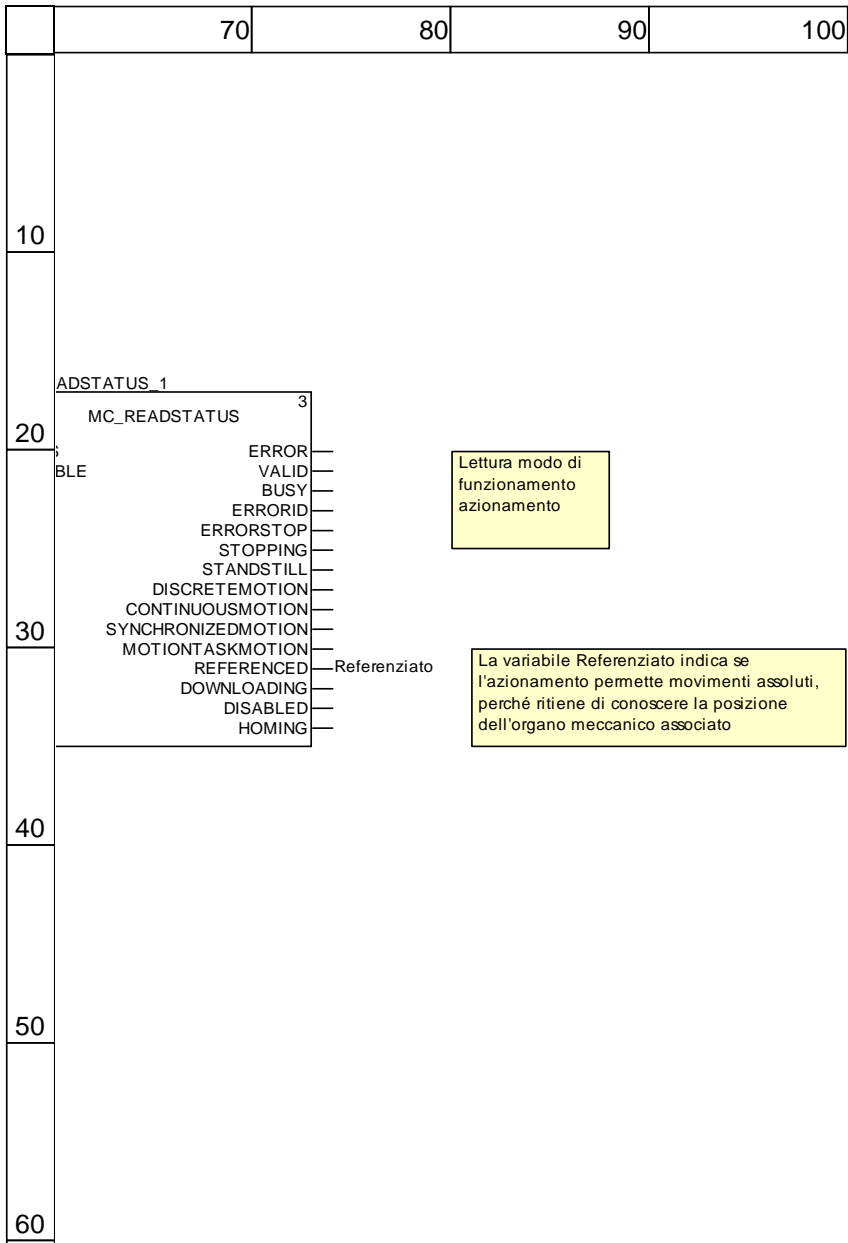 70 80 90 100
10
ADSTATUS_1
3
MC_READSTATUS
20
ERROR
BLE VALID
Lettura modo di
funzionamento
azionamento
BUSY
ERRORID
ERRORSTOP
STOPPING
STANDSTILL
DISCRETEMOTION
CONTINUOUSMOTION
SYNCHRONIZEDMOTION
30
MOTIONTASKMOTION
REFERENCED Referenziato
DOWNLOADING
DISABLED
HOMING
La variabile Referenziato indica se
l'azionamento permette movimenti assoluti,
perché ritiene di conoscere la posizione
dell'organo meccanico associato
40
50
60